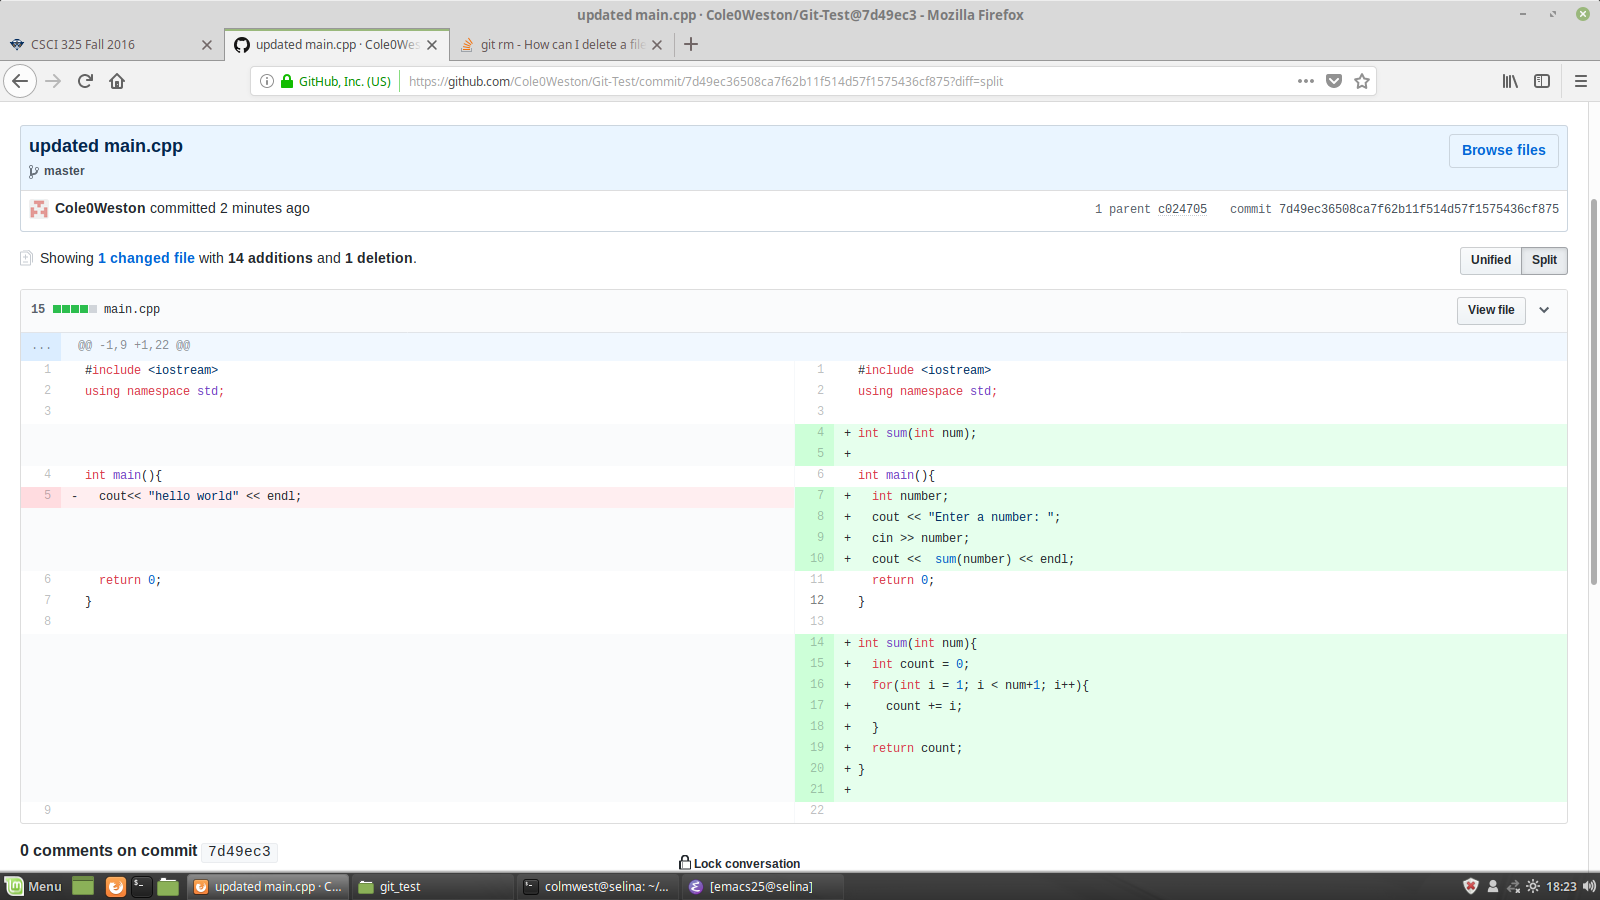 updated main.cpp · Cole0Weston/Git-Test@7d49ec3 - Mozilla Firefox
CSCI 325 Fall 2016
updated main.cpp · Cole0Wes
git rm - How can I delete a file
GitHub, Inc. (US)
https://github.com/Cole0Weston/Git-Test/commit/7d49ec36508ca7f62b11f514d57f1575436cf875?diff=split
updated main.cpp
Browse files
master
Cole0Weston committed 2 minutes ago
1 parent c024705 commit 7d49ec36508ca7f62b11f514d57f1575436cf875
Showing 1 changed file with 14 additions and 1 deletion.
Unified Split
15 main.cpp
View file
... @@ -1,9 +1,22 @@
1 #include <iostream> 1 #include <iostream>
2 using namespace std; 2 using namespace std;
3 3
4 + int sum(int num);
5 +
4 int main(){ 6 int main(){
5 - cout<< "hello world" << endl; 7 + int number;
8 + cout << "Enter a number: ";
9 + cin >> number;
10 + cout << sum(number) << endl;
6 return 0; 11 return 0;
7 } 12 }
8 13
14 + int sum(int num){
15 + int count = 0;
16 + for(int i = 1; i < num+1; i++){
17 + count += i;
18 + }
19 + return count;
20 + }
21 +
9 22
0 comments on commit 7d49ec3
Lock conversation
Menu
updated main.cpp · C...
git_test
colmwest@selina: ~/...
[emacs25@selina]
18:23